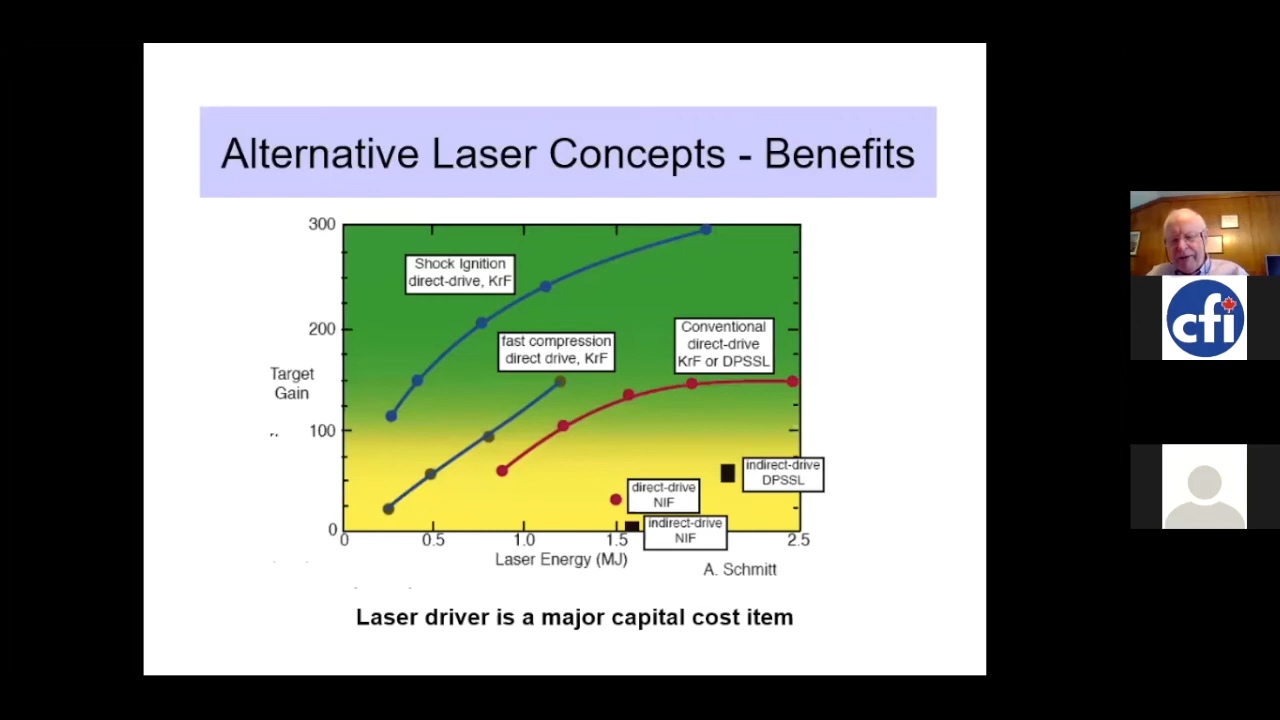 Alternative Laser Concepts - Benefits
300
200
100
0
Target
Gain
Shock Ignition
direct-drive, KrF
fast compression
direct drive, KrF
Conventional
direct-drive
KrF or DPSSL
indirect-drive
DPSSL
direct-drive
NIF
indirect-drive
NIF
0 0.5 1.0 1.5 2.5
Laser Energy (MJ)
A. Schmitt
Laser driver is a major capital cost item
cfi